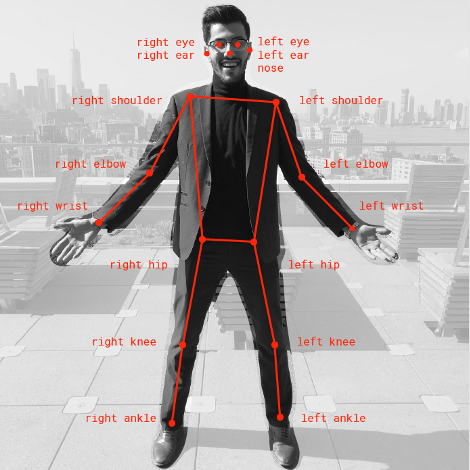 right eye left eye
right ear left ear
nose
right shoulder left shoulder
right elbow left elbow
right wrist left wrist
right hip left hip
right knee left knee
right ankle left ankle